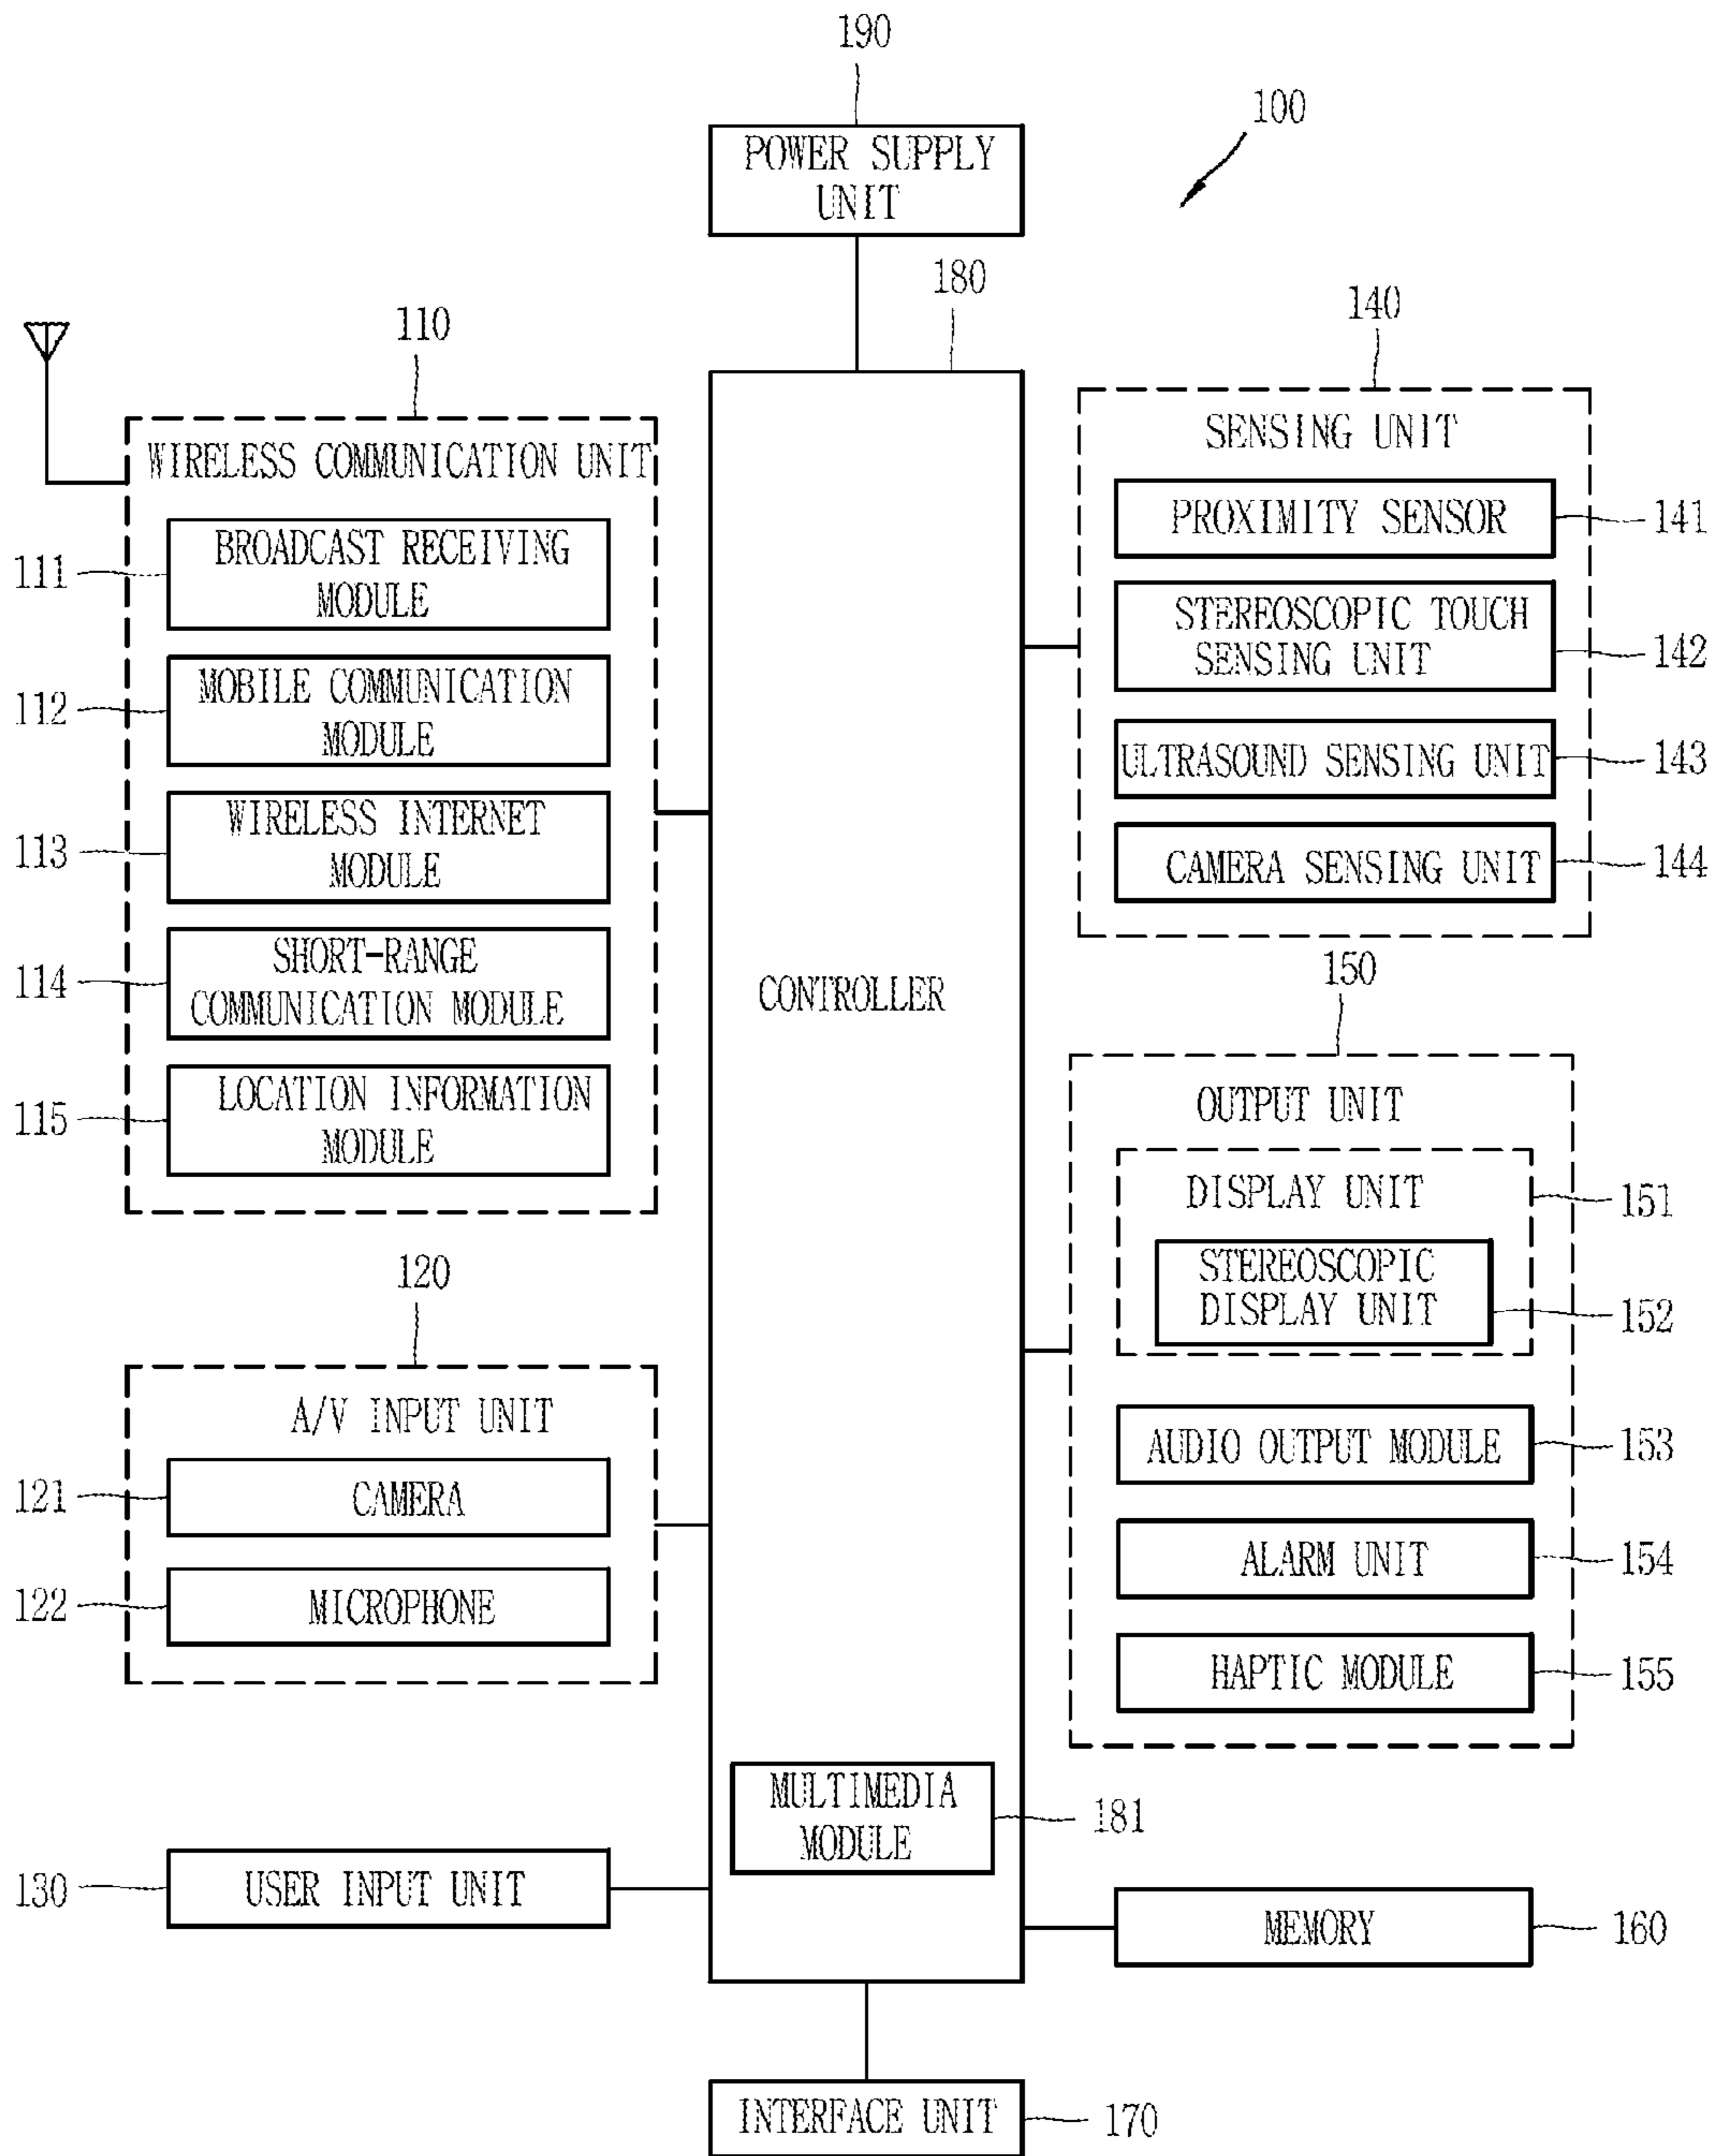 190
POWER SUPPLY
UNIT
100
180
110
WIRELESS COMMUNICATION UNIT
111
BROADCAST RECEIVING
MODULE
112
MOBILE COMMUNICATION
MODULE
113
WIRELESS INTERNET
MODULE
114
SHORT-RANGE
COMMUNICATION MODULE
115
LOCATION INFORMATION
MODULE
120
A/V INPUT UNIT
121
CAMERA
122
MICROPHONE
130
USER INPUT UNIT
CONTROLLER
MULTIMEDIA
MODULE
181
140
SENSING UNIT
PROXIMITY SENSOR
141
STEREOSCOPIC TOUCH
SENSING UNIT
142
ULTRASOUND SENSING UNIT
143
CAMERA SENSING UNIT
144
150
OUTPUT UNIT
DISPLAY UNIT
151
STEREOSCOPIC
DISPLAY UNIT
152
AUDIO OUTPUT MODULE
153
ALARM UNIT
154
HAPTIC MODULE
155
MEMORY
160
INTERFACE UNIT
170